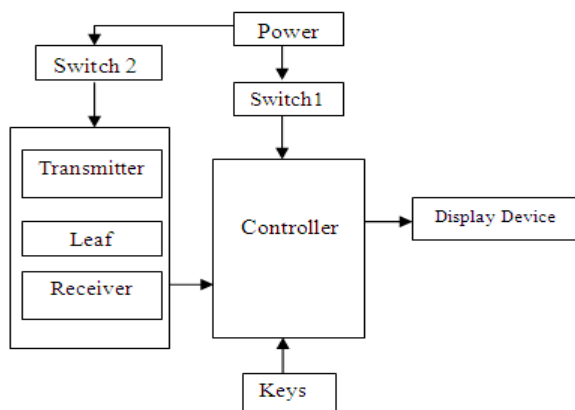 Power
Switch 2
Switch1
Transmitter
Leaf
Receiver
Controller
Display Device
Keys